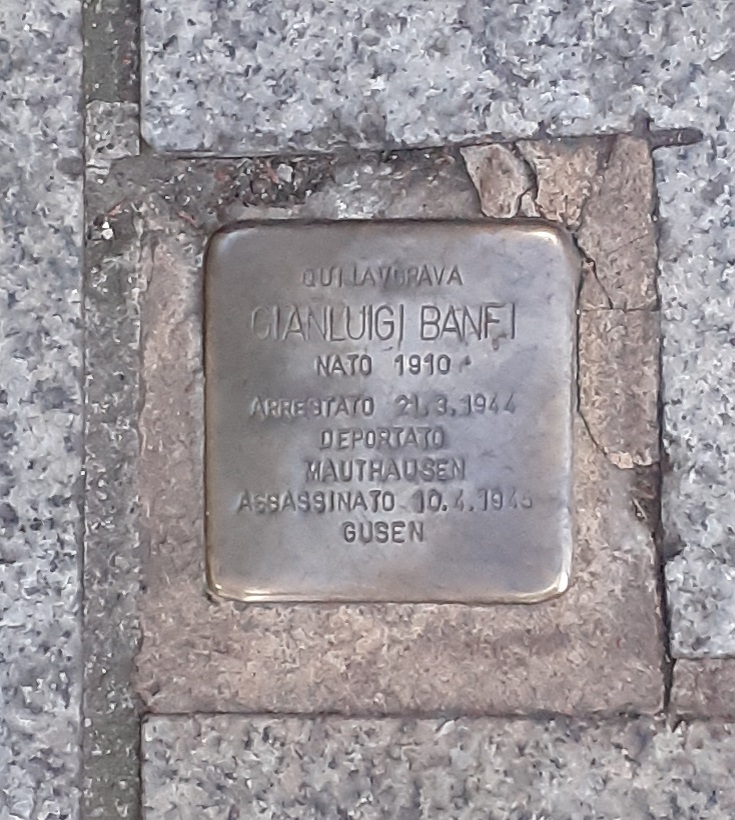 QUI LAVORAVA
GIANLUIGI BANFI
NATO 1910
ARRESTATO 21.3.1944
DEPORTATO
MAUTHAUSEN
ASSASSINATO 10.4.1945
GUSEN